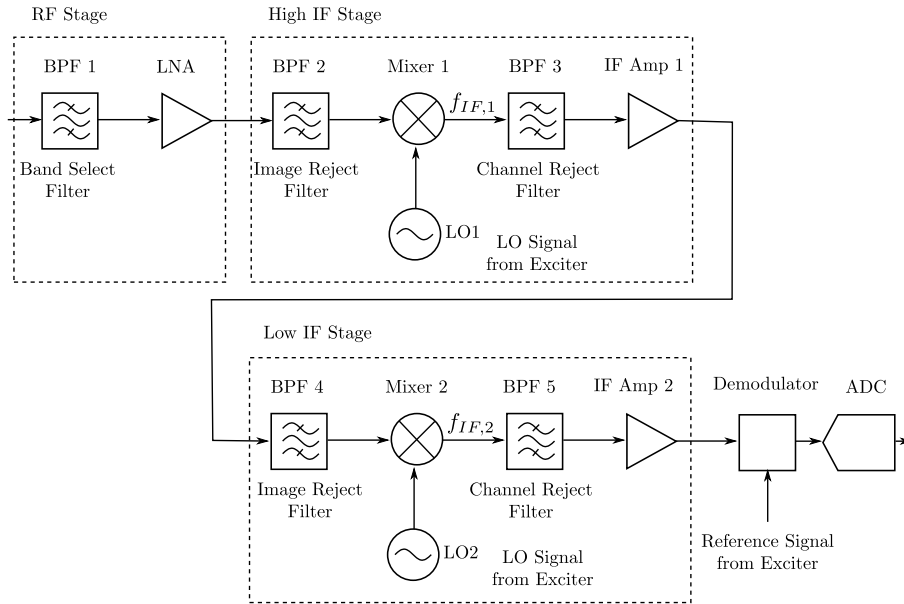 RF Stage
High IF Stage
BPF 1
LNA
BPF 2
Mixer 1
BPF 3
IF Amp 1
f_{IF,1}
Band Select
Filter
Image Reject
Filter
Channel Reject
Filter
LO1
LO Signal
from Exciter
Low IF Stage
BPF 4
Mixer 2
BPF 5
IF Amp 2
Demodulator
ADC
f_{IF,2}
Image Reject
Filter
Channel Reject
Filter
LO2
LO Signal
from Exciter
Reference Signal
from Exciter